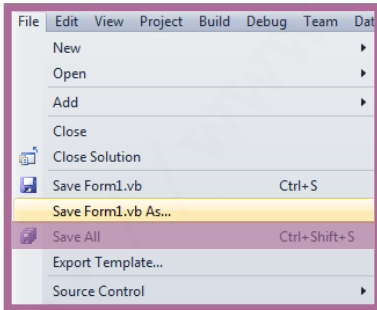 File Edit View Project Build Debug Team Dat
New
Open
Add
Close
Close Solution
Save Form1.vb Ctrl+S
Save Form1.vb As...
Save All Ctrl+Shift+S
Export Template...
Source Control